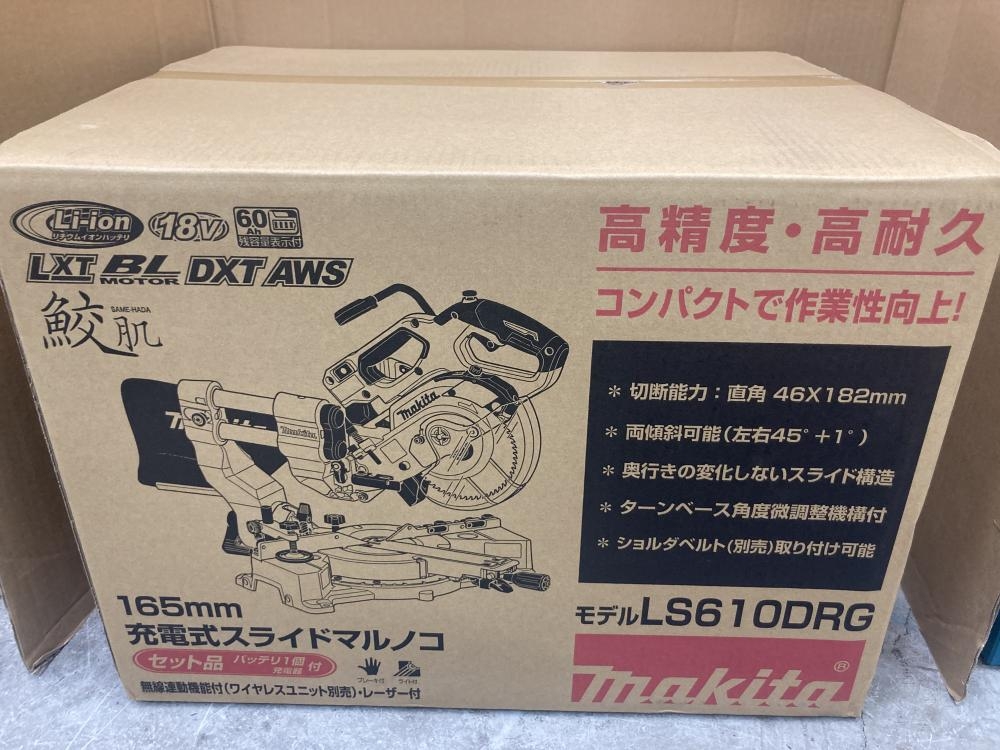 Li-ion
リチウムイオンバッテリ
18V
6.0
Ah
残容量表示付
LXT BL MOTOR DXT AWS
SAME-HADA
鮫肌
高精度・高耐久
コンパクトで作業性向上!
* 切断能力:直角 46X182mm
* 両傾斜可能(左右45°+1°)
* 奥行きの変化しないスライド構造
* ターンベース角度微調整機構付
* ショルダベルト(別売)取り付け可能
Makita
makita
165mm
充電式スライドマルノコ
セット品 バッテリ1個 充電器 付
ブレーキ付 ライト付
無線連動機能付(ワイヤレスユニット別売)・レーザー付
モデルLS610DRG
makita®